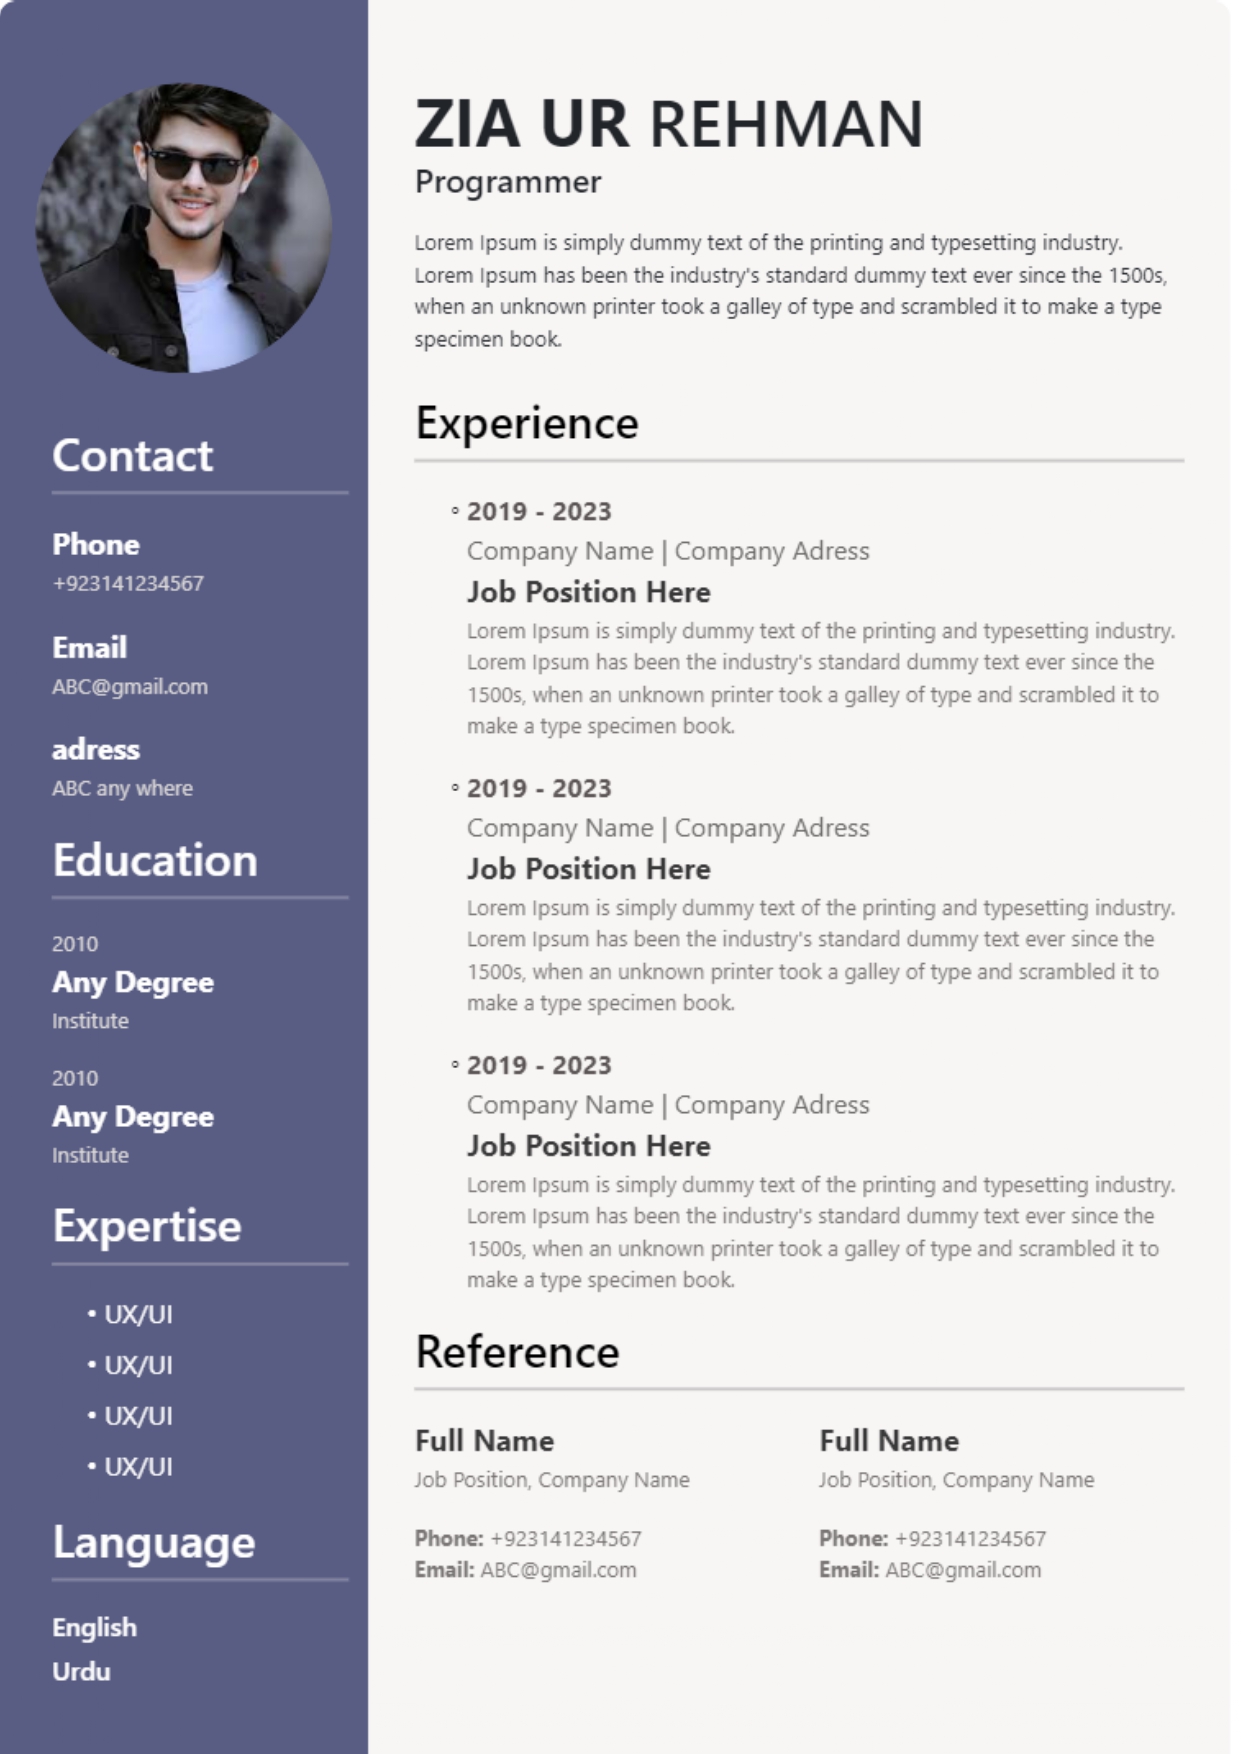 Contact
Phone
+923141234567
Email
ABC@gmail.com
adress
ABC any where
Education
2010
Any Degree
Institute
2010
Any Degree
Institute
Expertise
• UX/UI
• UX/UI
• UX/UI
• UX/UI
Language
English
Urdu
ZIA UR REHMAN
Programmer
Lorem Ipsum is simply dummy text of the printing and typesetting industry.
Lorem Ipsum has been the industry's standard dummy text ever since the 1500s,
when an unknown printer took a galley of type and scrambled it to make a type
specimen book.
Experience
◦ 2019 - 2023
Company Name | Company Adress
Job Position Here
Lorem Ipsum is simply dummy text of the printing and typesetting industry.
Lorem Ipsum has been the industry's standard dummy text ever since the
1500s, when an unknown printer took a galley of type and scrambled it to
make a type specimen book.
◦ 2019 - 2023
Company Name | Company Adress
Job Position Here
Lorem Ipsum is simply dummy text of the printing and typesetting industry.
Lorem Ipsum has been the industry's standard dummy text ever since the
1500s, when an unknown printer took a galley of type and scrambled it to
make a type specimen book.
◦ 2019 - 2023
Company Name | Company Adress
Job Position Here
Lorem Ipsum is simply dummy text of the printing and typesetting industry.
Lorem Ipsum has been the industry's standard dummy text ever since the
1500s, when an unknown printer took a galley of type and scrambled it to
make a type specimen book.
Reference
Full Name
Job Position, Company Name
Phone: +923141234567
Email: ABC@gmail.com
Full Name
Job Position, Company Name
Phone: +923141234567
Email: ABC@gmail.com